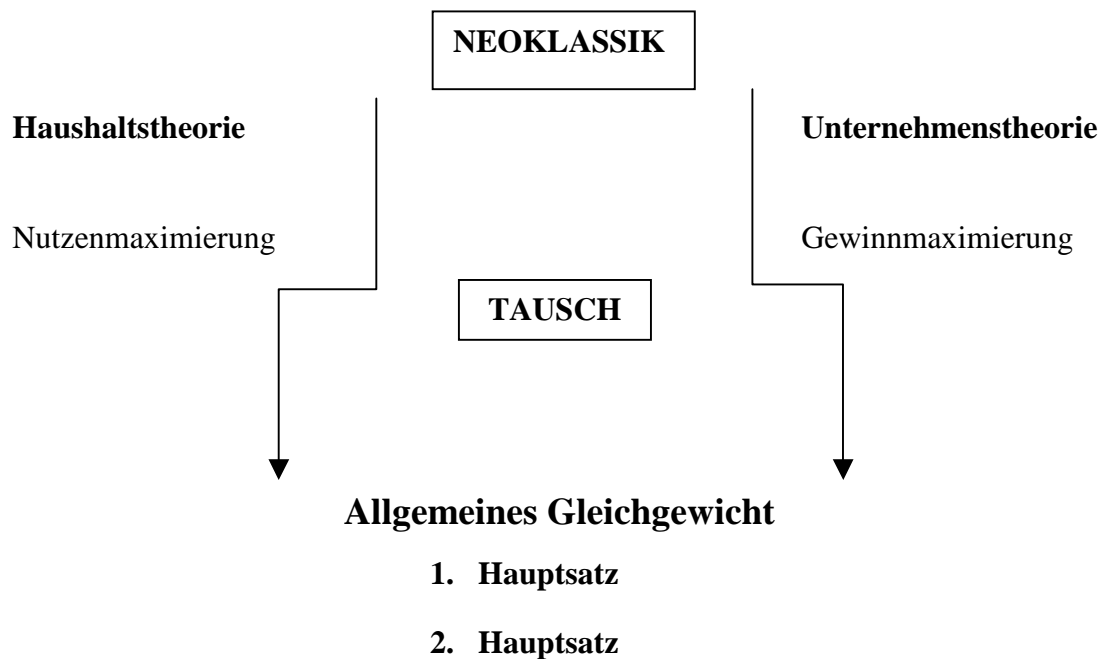 NEOKLASSIK
Haushaltstheorie
Unternehmenstheorie
Nutzenmaximierung
Gewinnmaximierung
TAUSCH
Allgemeines Gleichgewicht
1. Hauptsatz
2. Hauptsatz